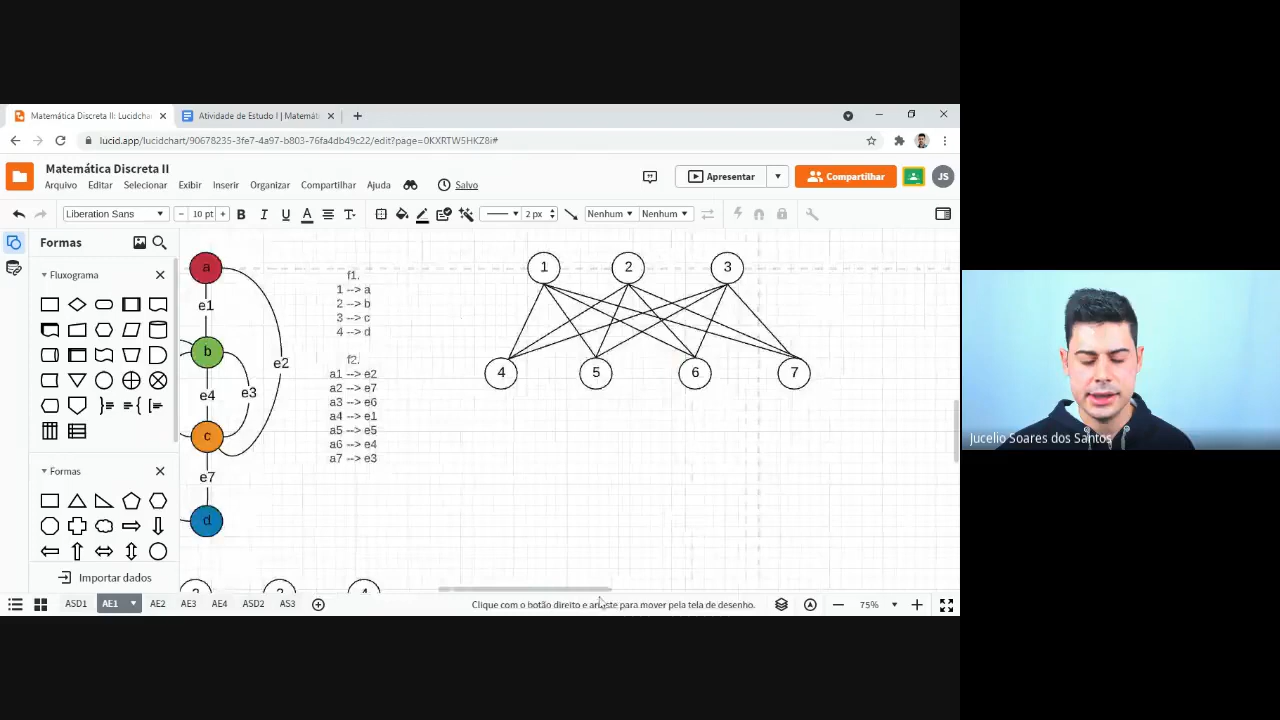 Matemática Discreta II: Lucidchar
Atividade de Estudo I | Matemát
lucid.app/lucidchart/90678235-3fe7-4a97-b803-76fa4db49c22/edit?page=0KXRTW5HKZ8i#
Matemática Discreta II
Arquivo Editar Selecionar Exibir Inserir Organizar Compartilhar Ajuda Salvo
Apresentar
Compartilhar
JS
Liberation Sans
10 pt
B I U A T
2 px
Nenhum
Nenhum
Formas
Fluxograma
Formas
Importar dados
a
e1
b
e2
e3
e4
c
e7
d
f1.
1 --> a
2 --> b
3 --> c
4 --> d
f2.
a1 --> e2
a2 --> e7
a3 --> e6
a4 --> e1
a5 --> e5
a6 --> e4
a7 --> e3
1 2 3
4 5 6 7
Jucelio Soares dos Santos
ASD1 AE1 AE2 AE3 AE4 ASD2 AS3
Clique com o botão direito e arraste para mover pela tela de desenho.
75%